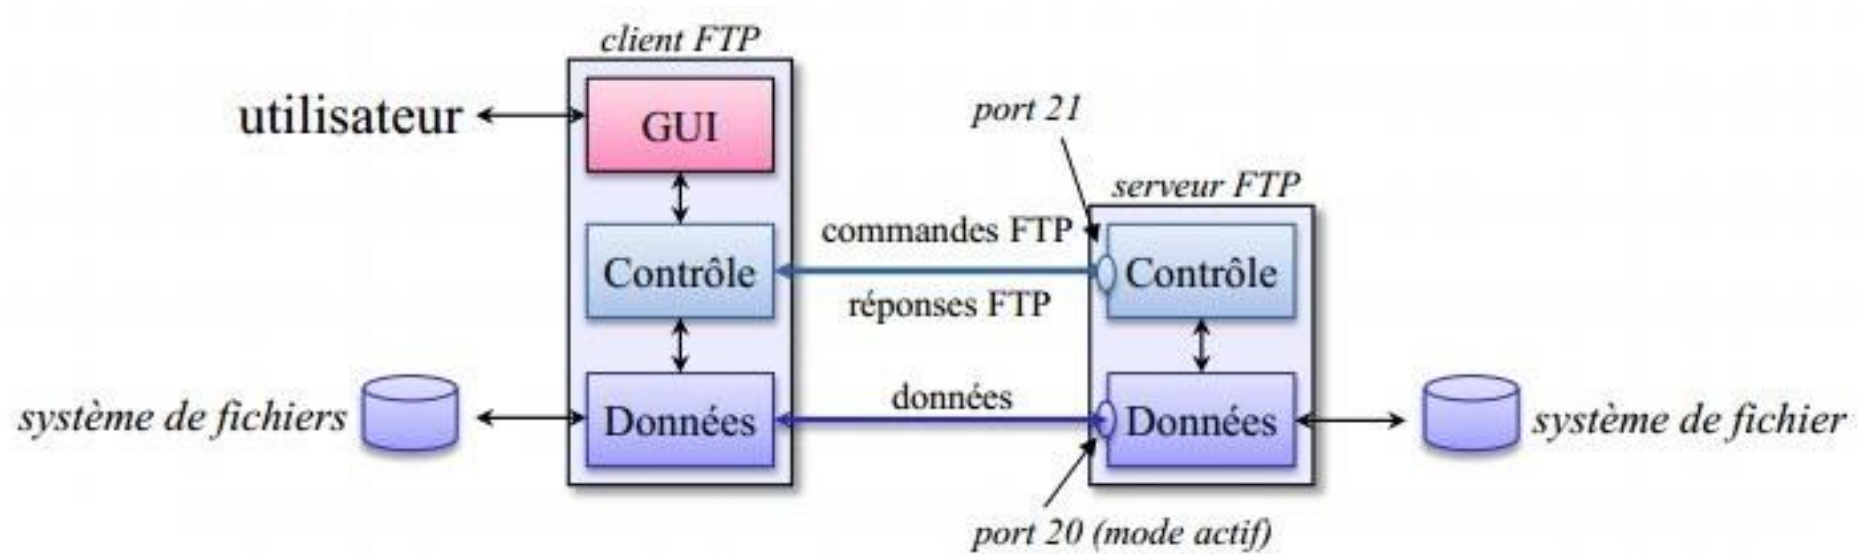 client FTP
utilisateur
GUI
port 21
serveur FTP
commandes FTP
Contrôle
Contrôle
réponses FTP
données
système de fichiers
Données
Données
système de fichier
port 20 (mode actif)